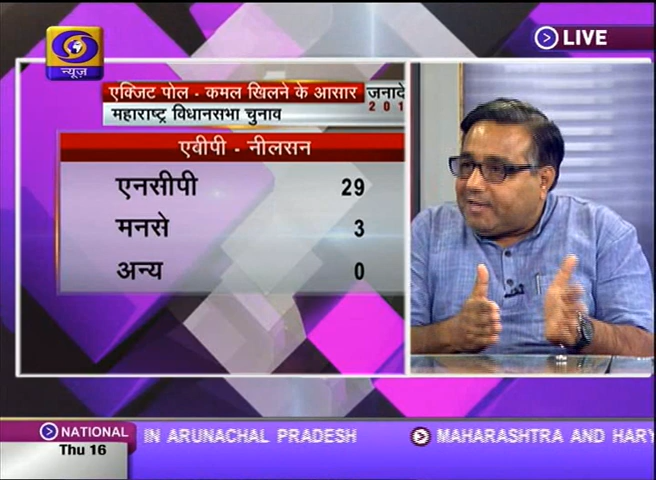 न्यूज़
LIVE
एक्जिट पोल - कमल खिलने के आसार
महाराष्ट्र विधानसभा चुनाव
जनादे
201
एबीपी - नीलसन
एनसीपी 29
मनसे 3
अन्य 0
NATIONAL
Thu 16
IN ARUNACHAL PRADESH
MAHARASHTRA AND HARY